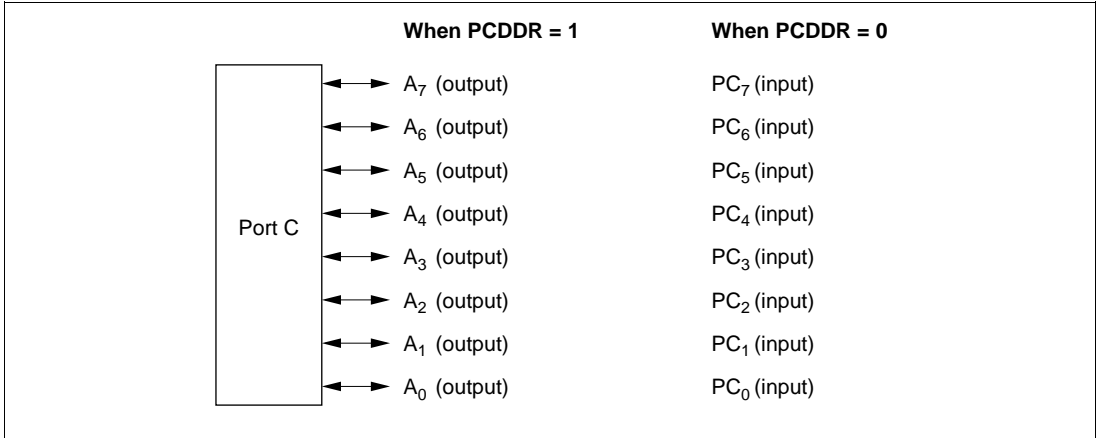 When PCDDR = 1 When PCDDR = 0
A7 (output) PC7 (input)
A6 (output) PC6 (input)
A5 (output) PC5 (input)
Port C A4 (output) PC4 (input)
A3 (output) PC3 (input)
A2 (output) PC2 (input)
A1 (output) PC1 (input)
A0 (output) PC0 (input)